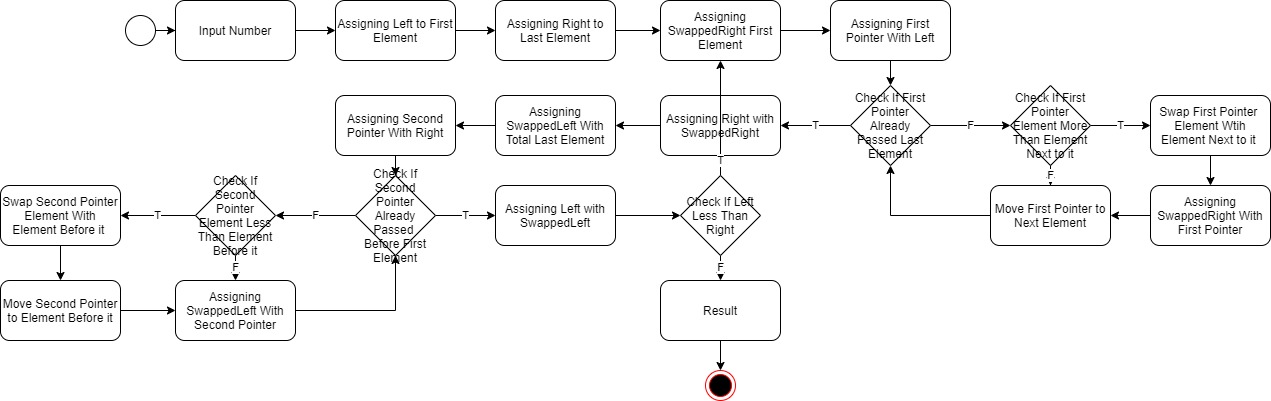 Input Number
Assigning Left to First
Element
Assigning Right to
Last Element
Assigning
SwappedRight First
Element
Assigning First
Pointer With Left
Assigning Second
Pointer With Right
Assigning
SwappedLeft With
Total Last Element
Assigning Right with
SwappedRight
T
Check If First
Pointer
Already
Passed Last
Element
F
Check If First
Pointer
Element More
Than Element
Next to it
T
Swap First Pointer
Element Wtih
Element Next to it
T
F
Swap Second Pointer
Element With
Element Before it
T
Check If
Second
Pointer
Element Less
Than Element
Before it
F
Check If
Second
Pointer
Already
Passed
Before First
Element
T
Assigning Left with
SwappedLeft
Check If Left
Less Than
Right
Move First Pointer to
Next Element
Assigning
SwappedRight With
First Pointer
F
F
Move Second Pointer
to Element Before it
Assigning
SwappedLeft With
Second Pointer
Result